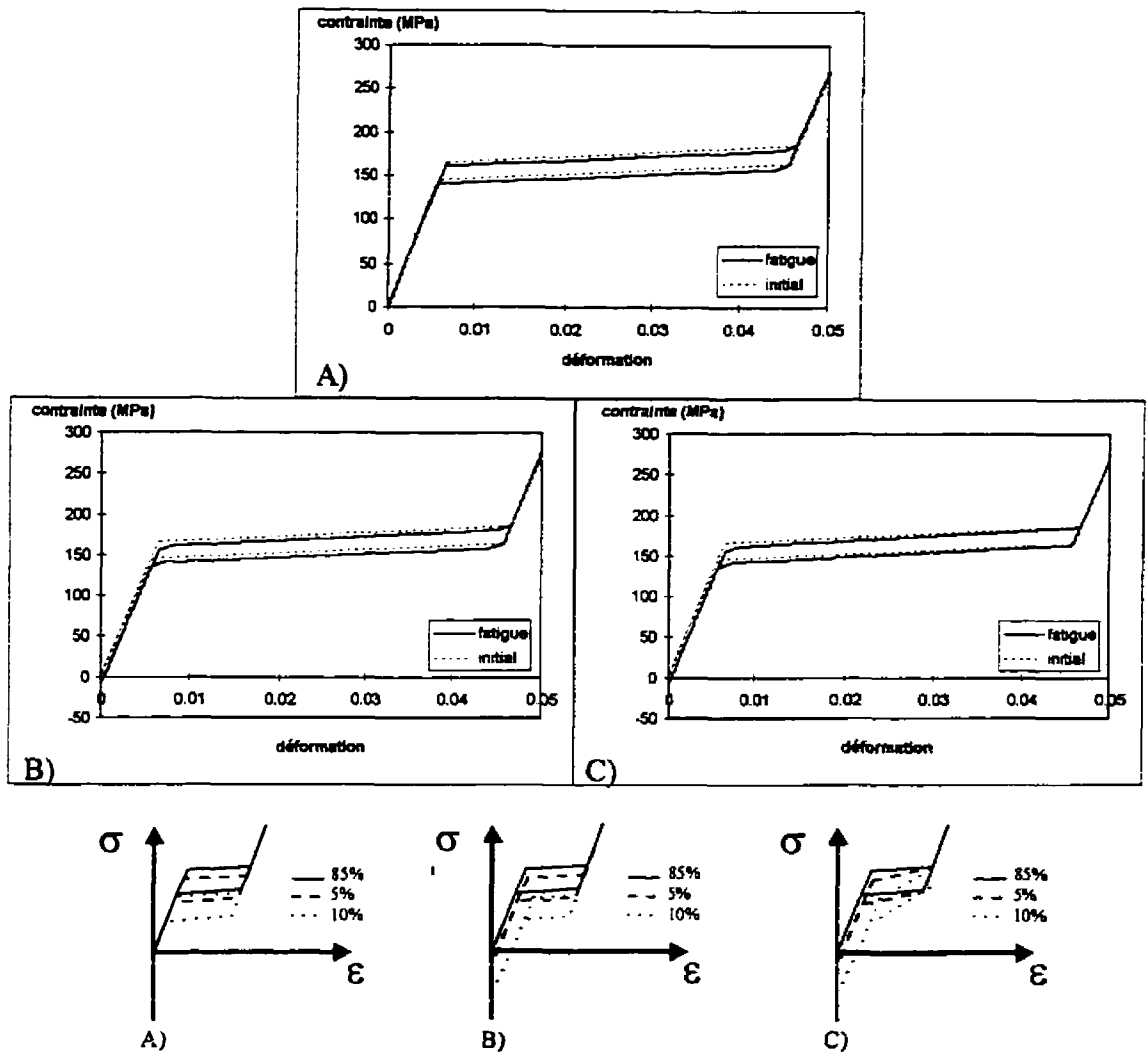 contrainte (MPa)
300
250
200
150
100
50
0
0 0.01 0.02 0.03 0.04 0.05
fatigue
initial
déformation
A)
contrainte (MPa)
300
250
200
150
100
50
0
-50
0 0.01 0.02 0.03 0.04 0.05
fatigue
initial
déformation
B)
contrainte (MPa)
300
250
200
150
100
50
0
-50
0 0.01 0.02 0.03 0.04 0.05
fatigue
initial
déformation
C)
σ
85%
5%
10%
ε
A)
σ
85%
5%
10%
ε
B)
σ
85%
5%
10%
ε
C)